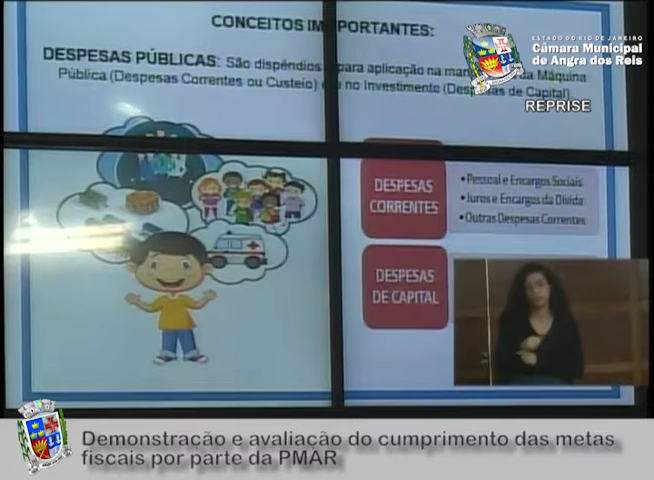 CONCEITOS IMPORTANTES:
DESPESAS PÚBLICAS: São dispêndios para aplicação na Máquina
Pública (Despesas Correntes ou Custeio) no Investimento (Despesas de Capital).
ESTADO DO RIO DE JANEIRO
Câmara Municipal
de Angra dos Reis
REPRISE
DESPESAS
CORRENTES
• Pessoal e Encargos Sociais
• Juros e Encargos da Dívida
• Outras Despesas Correntes
DESPESAS
DE CAPITAL
Demonstração e avaliação do cumprimento das metas
fiscais por parte da PMAR